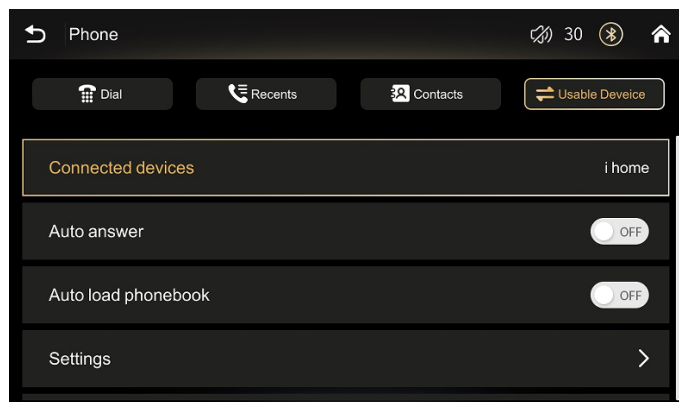 Phone 30
Dial Recents Contacts Usable Deveice
Connected devices i home
Auto answer OFF
Auto load phonebook OFF
Settings